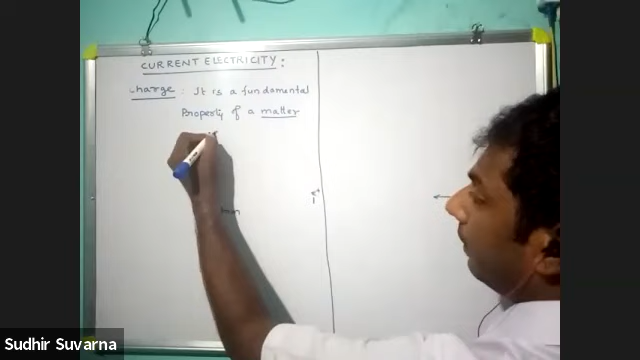 CURRENT ELECTRICITY :
Charge : It is a fundamental
Property of a matter
Sudhir Suvarna